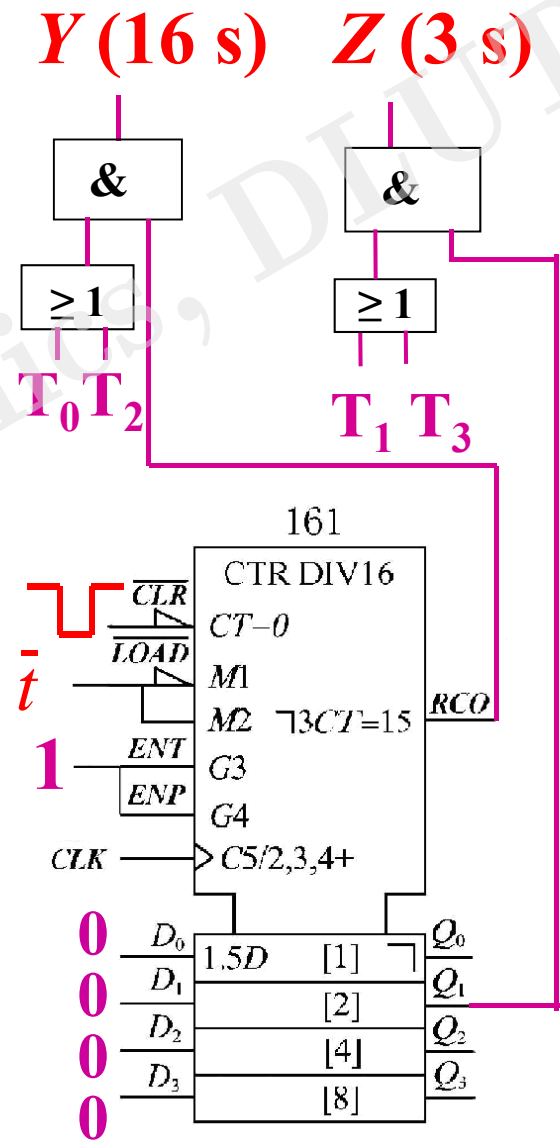 Y (16 s) Z (3 s)
& &
≥ 1 ≥ 1
T₀ T₂ T₁ T₃
nics, DLUT
161
CTR DIV16
C̅L̅R̅ CT−0
L̅O̅A̅D̅ M1
t̅
M2 ⌝3CT=15 RCO
1 ENT G3
ENP G4
CLK C5/2,3,4+
0 D₀ 1.5D [1] ⌝ Q₀
0 D₁ [2] Q₁
0 D₂ [4] Q₂
0 D₃ [8] Q₃